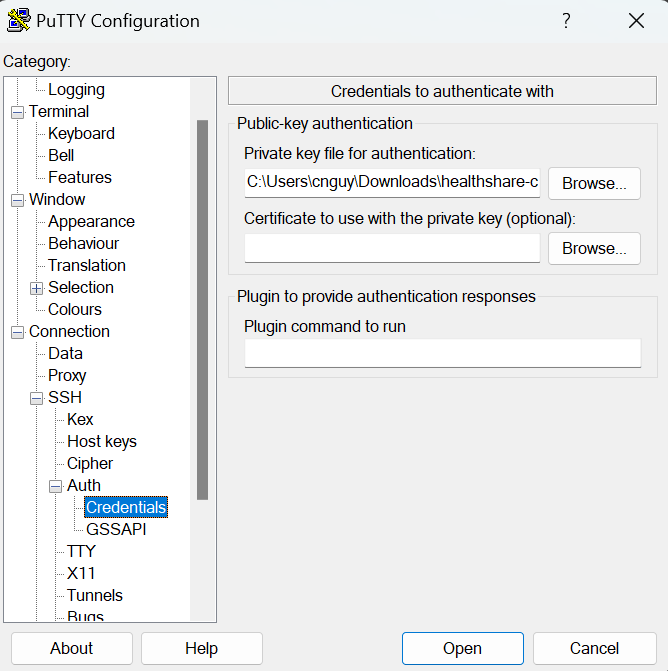 PuTTY Configuration
?
Category:
Logging
Terminal
Keyboard
Bell
Features
Window
Appearance
Behaviour
Translation
Selection
Colours
Connection
Data
Proxy
SSH
Kex
Host keys
Cipher
Auth
Credentials
GSSAPI
TTY
X11
Tunnels
Bugs
Credentials to authenticate with
Public-key authentication
Private key file for authentication:
C:\Users\cnguy\Downloads\healthshare-c
Browse...
Certificate to use with the private key (optional):
Browse...
Plugin to provide authentication responses
Plugin command to run
About
Help
Open
Cancel